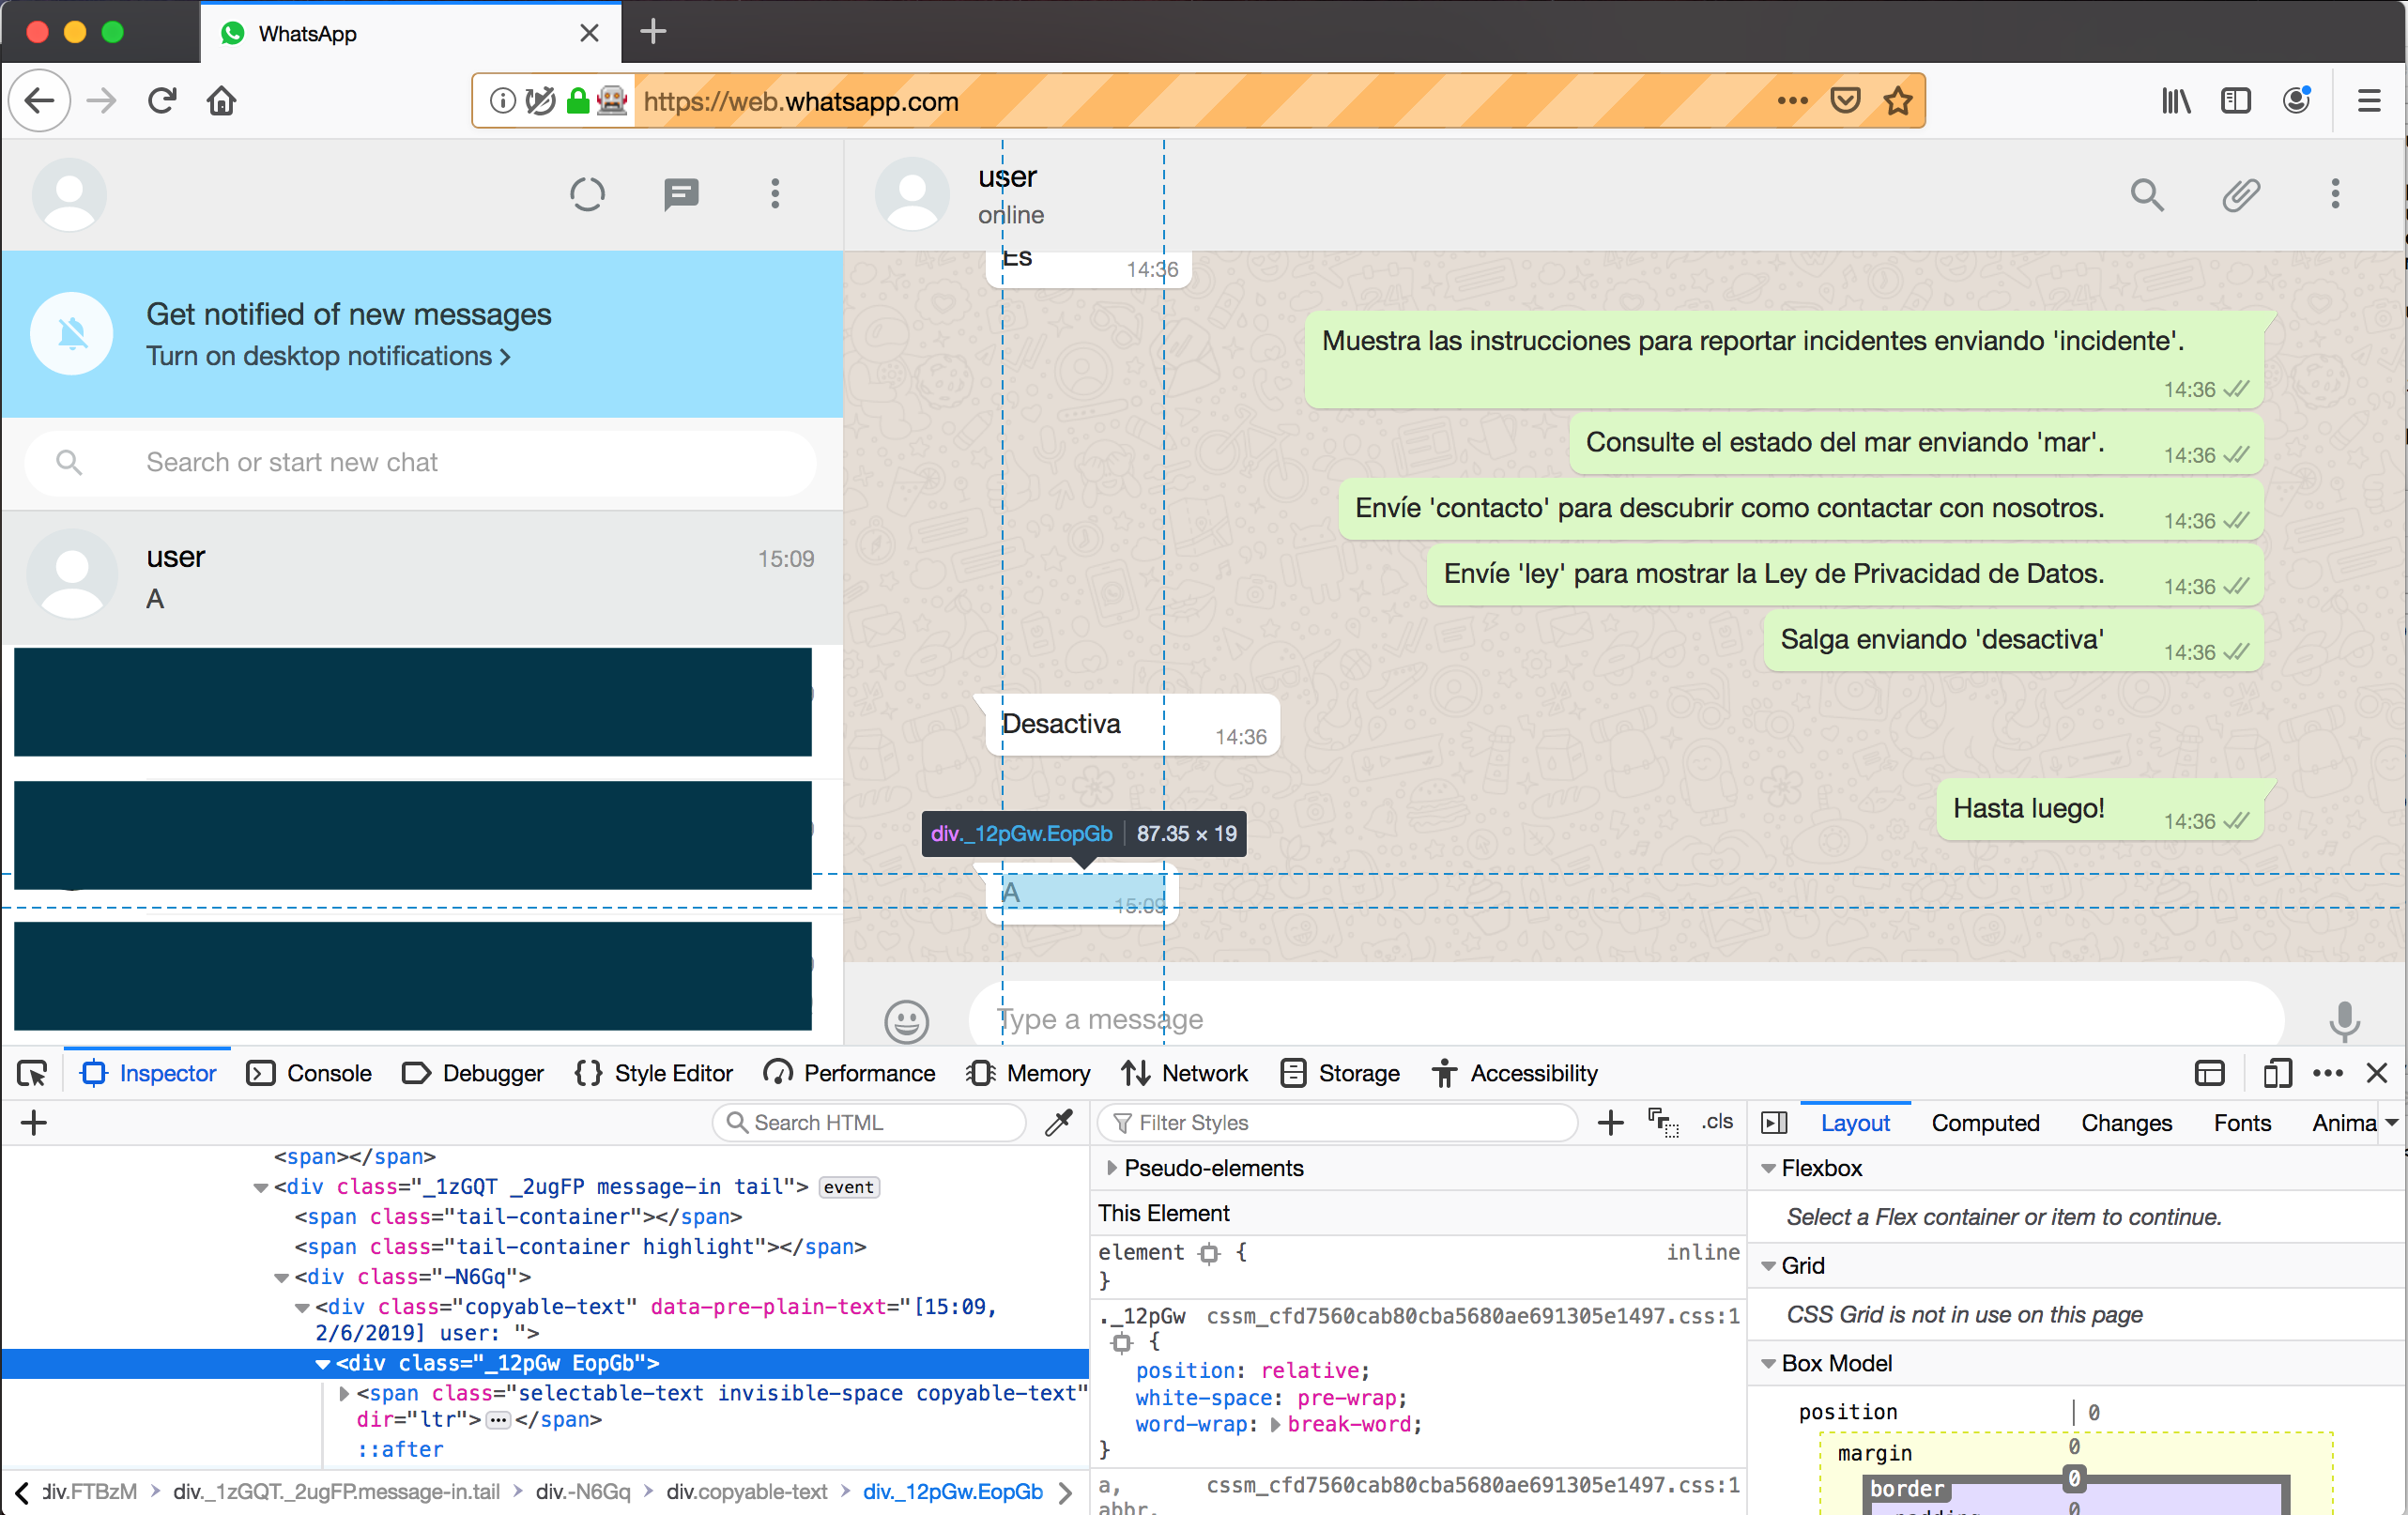 WhatsApp
https://web.whatsapp.com
user
online
Get notified of new messages
Turn on desktop notifications
Search or start new chat
user 15:09
A
Es 14:36
Muestra las instrucciones para reportar incidentes enviando 'incidente'.
14:36
Consulte el estado del mar enviando 'mar'. 14:36
Envíe 'contacto' para descubrir como contactar con nosotros. 14:36
Envíe 'ley' para mostrar la Ley de Privacidad de Datos. 14:36
Salga enviando 'desactiva' 14:36
Desactiva 14:36
Hasta luego! 14:36
div._12pGw.EopGb 87.35 × 19
A 15:09
Type a message
Inspector Console Debugger {} Style Editor Performance Memory Network Storage Accessibility
Search HTML
<span></span>
<div class="_1zGQT _2ugFP message-in tail"> event
<span class="tail-container"></span>
<span class="tail-container highlight"></span>
<div class="-N6Gq">
<div class="copyable-text" data-pre-plain-text="[15:09,
2/6/2019] user: ">
<div class="_12pGw EopGb">
<span class="selectable-text invisible-space copyable-text"
dir="ltr">···</span>
::after
div.FTBzM div._1zGQT._2ugFP.message-in.tail div.-N6Gq div.copyable-text div._12pGw.EopGb
Filter Styles .cls
Pseudo-elements
This Element
element { inline
}
._12pGw cssm_cfd7560cab80cba5680ae691305e1497.css:1
{
position: relative;
white-space: pre-wrap;
word-wrap: break-word;
}
a, cssm_cfd7560cab80cba5680ae691305e1497.css:1
abbr,
Layout Computed Changes Fonts Anima
Flexbox
Select a Flex container or item to continue.
Grid
CSS Grid is not in use on this page
Box Model
position 0
margin 0
border 0
padding 0